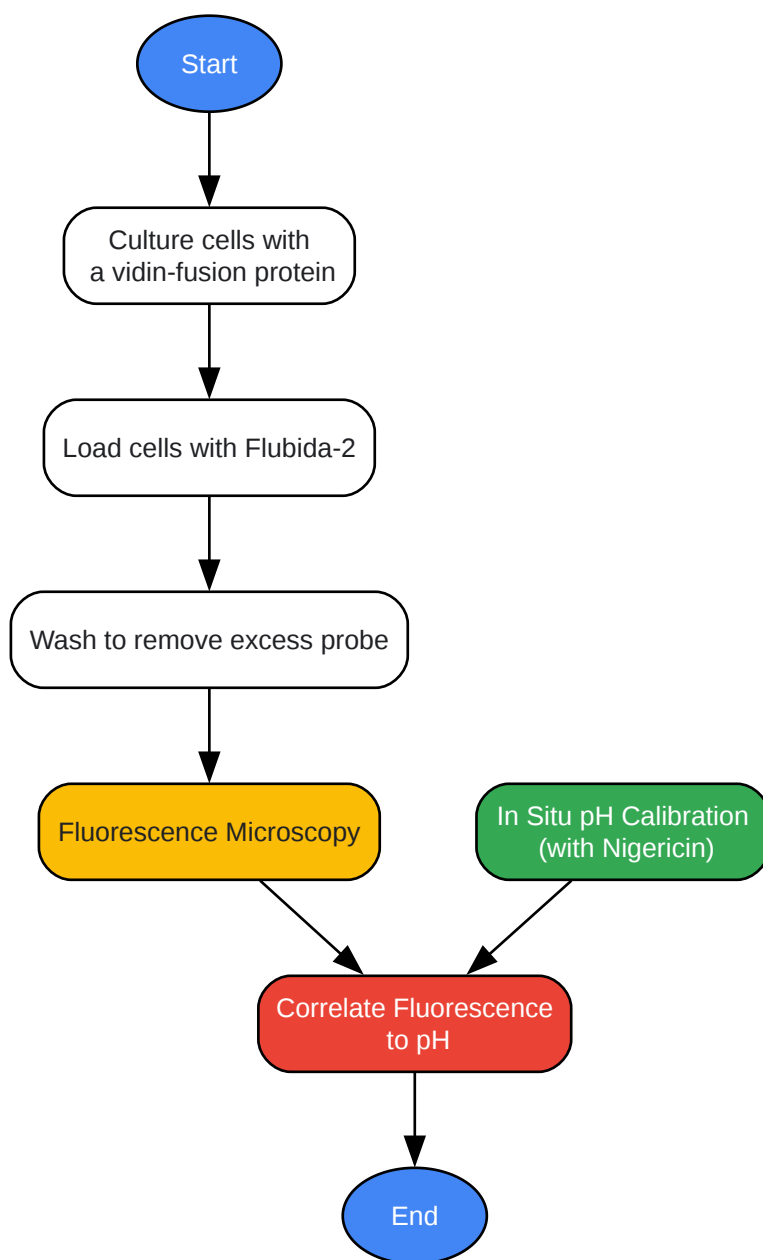 Start
Culture cells with
a vidin-fusion protein
Load cells with Flubida-2
Wash to remove excess probe
Fluorescence Microscopy
In Situ pH Calibration
(with Nigericin)
Correlate Fluorescence
to pH
End